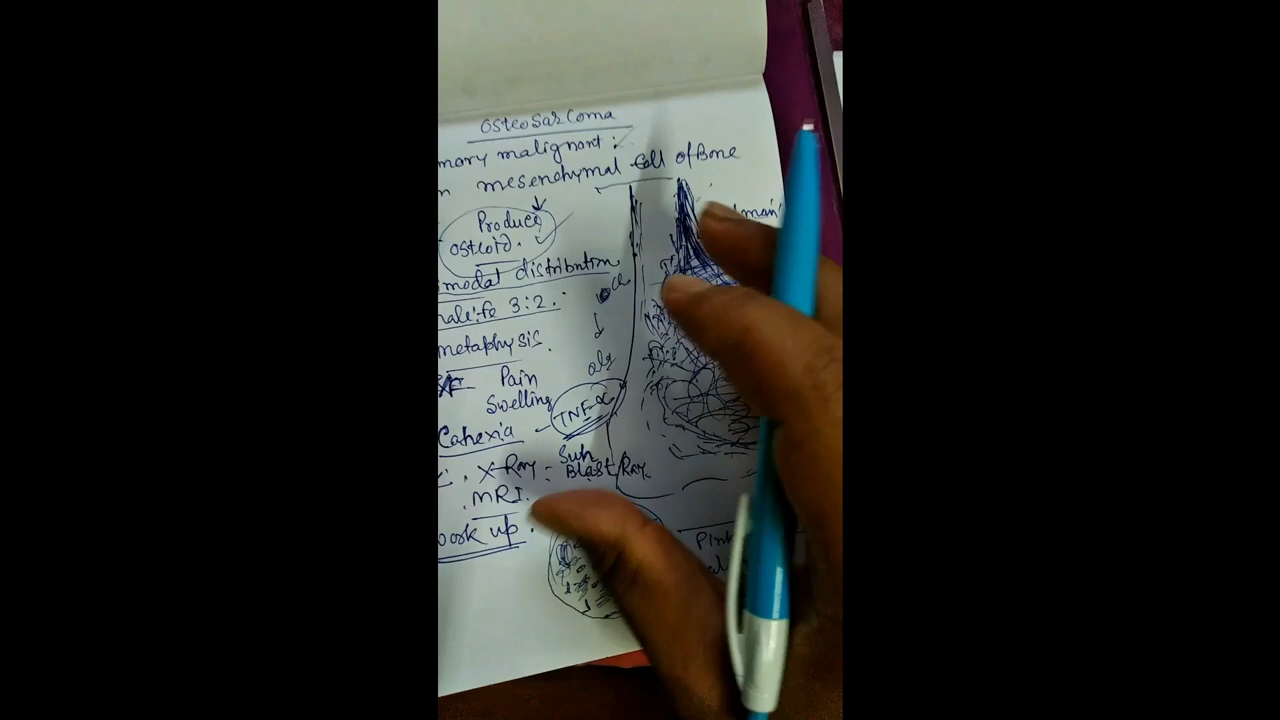 OsteoSarcoma
mary malignant :
mesenchymal Cell of Bone
Produce
osteoid.
modal distribution
male:fe 3:2.
metaphysis.
Pain
Swelling
TNF-α
Cahexia
X-Ray - Sun
Blast Ray.
. MRI.
work up.
Pink